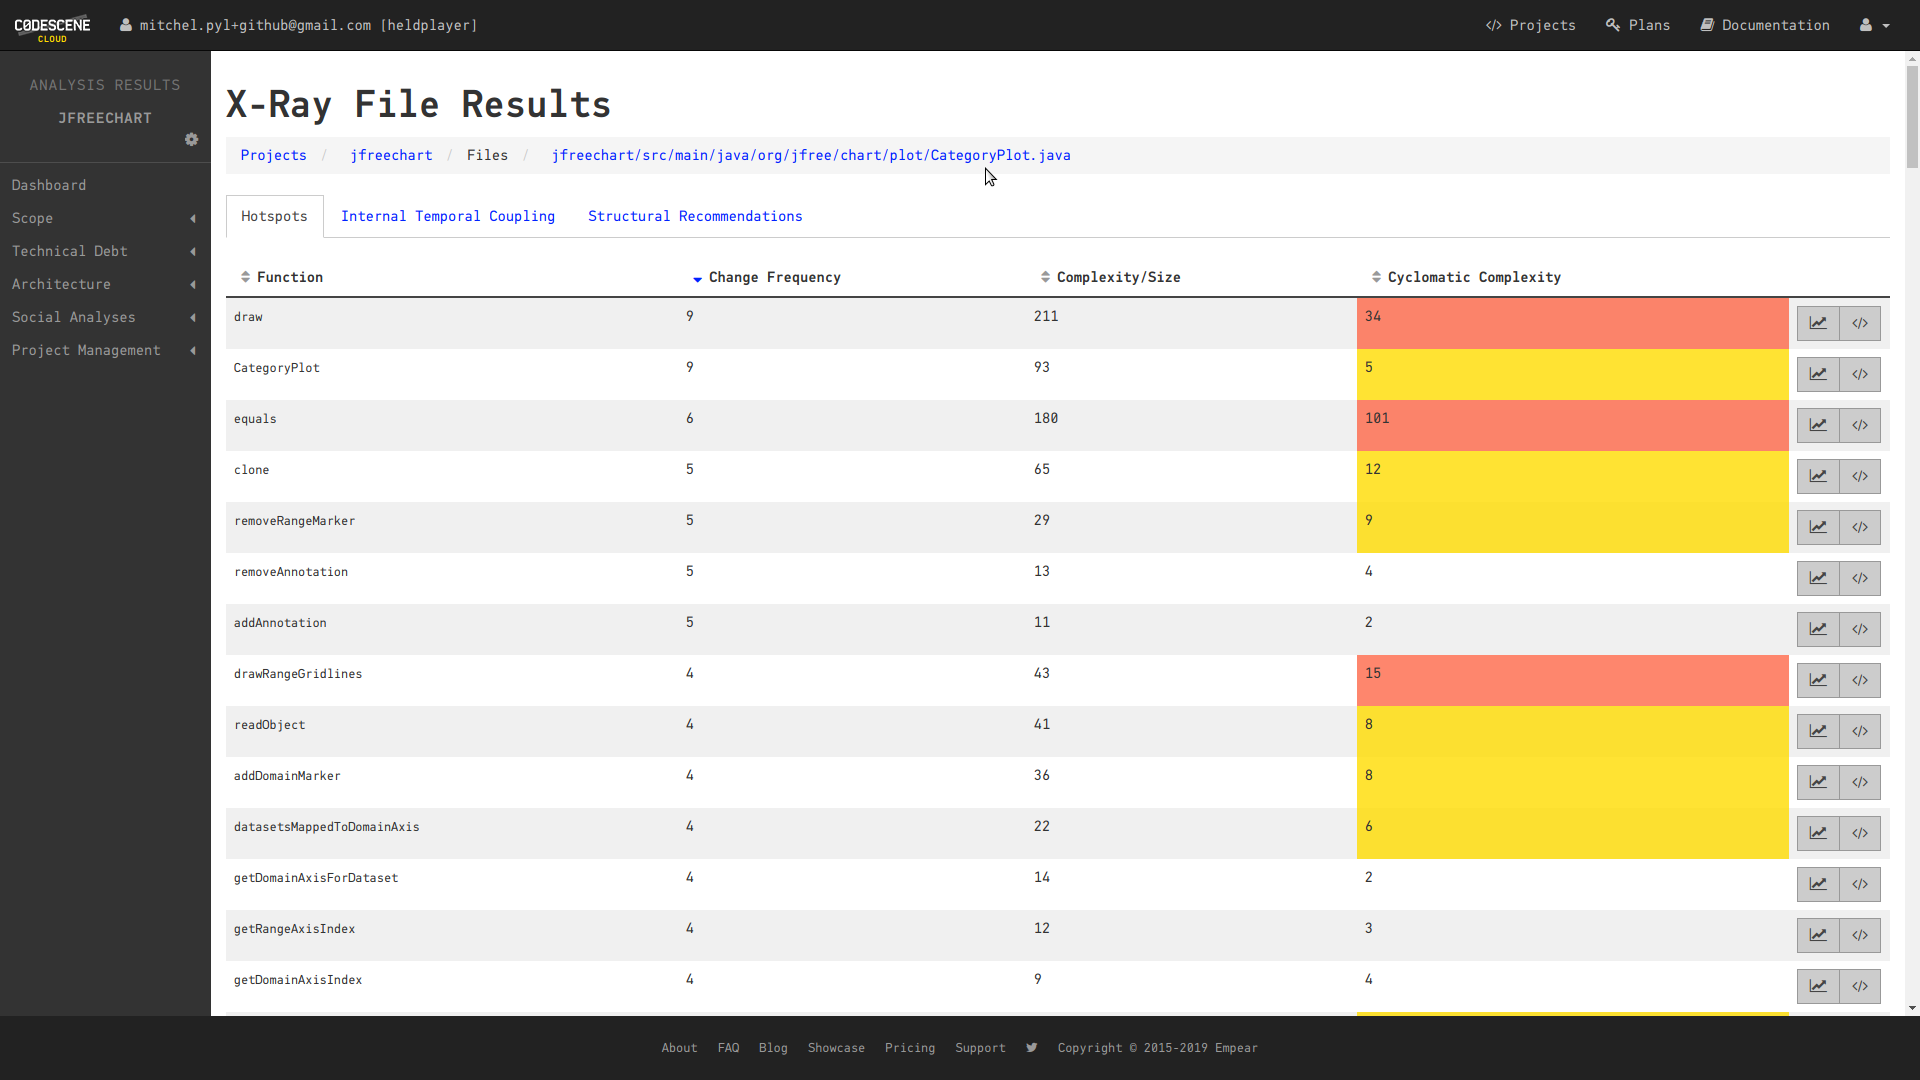 CODESCENE
CLOUD
mitchel.pyl+github@gmail.com [heldplayer]
</> Projects
Plans
Documentation
ANALYSIS RESULTS
JFREECHART
Dashboard
Scope
Technical Debt
Architecture
Social Analyses
Project Management
X-Ray File Results
Projects / jfreechart / Files / jfreechart/src/main/java/org/jfree/chart/plot/CategoryPlot.java
Hotspots Internal Temporal Coupling Structural Recommendations
Function Change Frequency Complexity/Size Cyclomatic Complexity
draw 9 211 34 </>
CategoryPlot 9 93 5 </>
equals 6 180 101 </>
clone 5 65 12 </>
removeRangeMarker 5 29 9 </>
removeAnnotation 5 13 4 </>
addAnnotation 5 11 2 </>
drawRangeGridlines 4 43 15 </>
readObject 4 41 8 </>
addDomainMarker 4 36 8 </>
datasetsMappedToDomainAxis 4 22 6 </>
getDomainAxisForDataset 4 14 2 </>
getRangeAxisIndex 4 12 3 </>
getDomainAxisIndex 4 9 4 </>
About FAQ Blog Showcase Pricing Support Copyright © 2015-2019 Empear